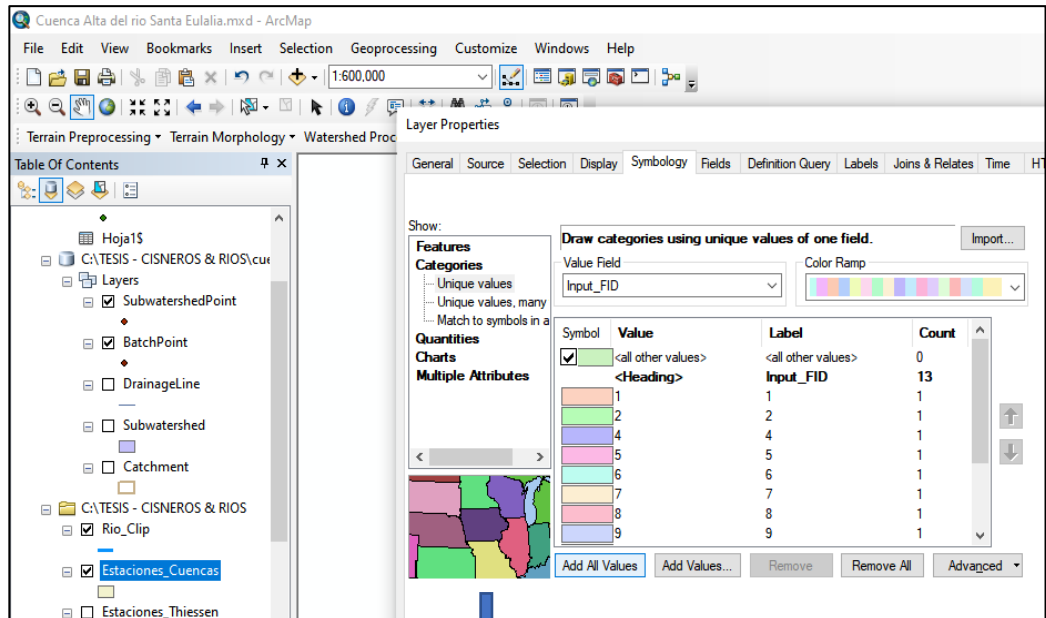 Cuenca Alta del rio Santa Eulalia.mxd - ArcMap
File Edit View Bookmarks Insert Selection Geoprocessing Customize Windows Help
1:600,000
Terrain Preprocessing Terrain Morphology Watershed Proc
Layer Properties
Table Of Contents
General Source Selection Display Symbology Fields Definition Query Labels Joins & Relates Time HT
Hoja1$
C:\TESIS - CISNEROS & RIOS\cue
Layers
SubwatershedPoint
BatchPoint
DrainageLine
Subwatershed
Catchment
C:\TESIS - CISNEROS & RIOS
Rio_Clip
Estaciones_Cuencas
Estaciones_Thiessen
Show:
Features
Categories
Unique values
Unique values, many
Match to symbols in a
Quantities
Charts
Multiple Attributes
Draw categories using unique values of one field.
Import...
Value Field
Color Ramp
Input_FID
Symbol Value Label Count
<all other values> <all other values> 0
<Heading> Input_FID 13
1 1 1
2 2 1
4 4 1
5 5 1
6 6 1
7 7 1
8 8 1
9 9 1
Add All Values Add Values... Remove Remove All Advanced